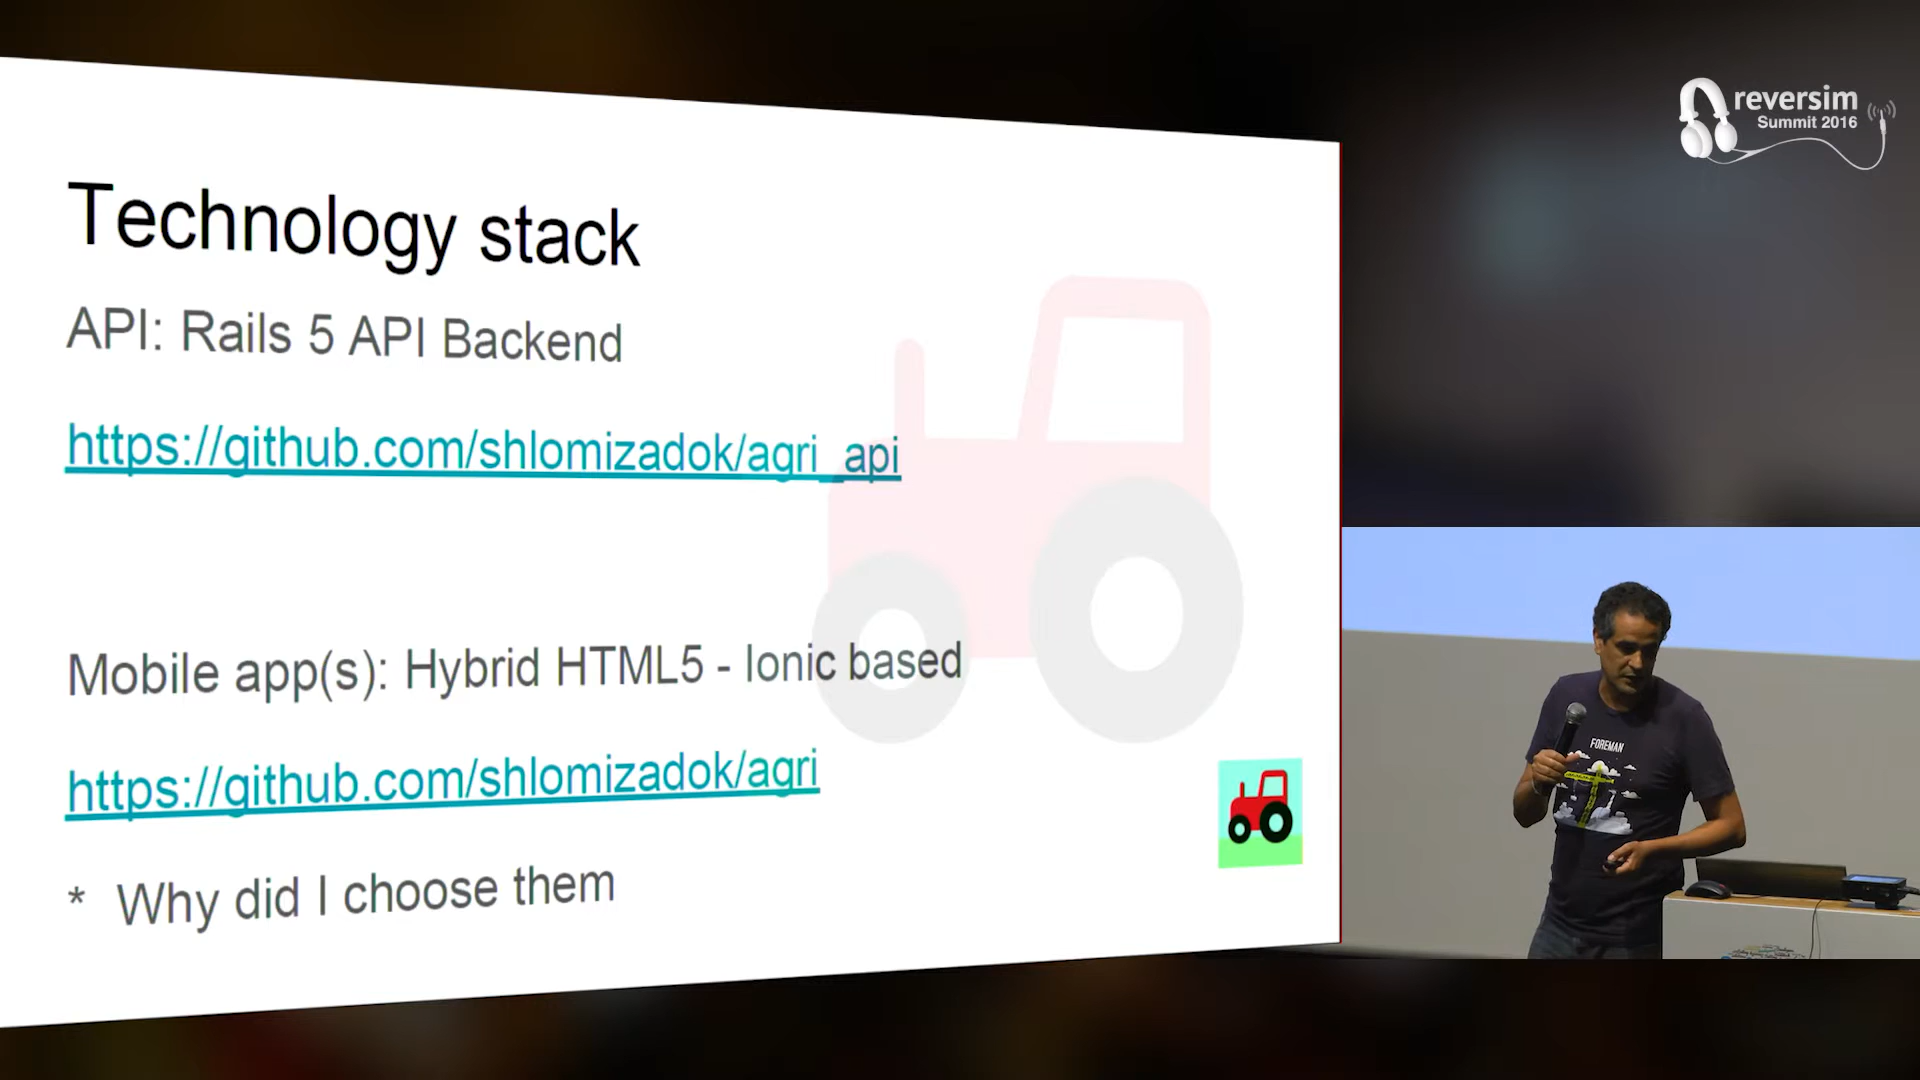 reversim
Summit 2016
Technology stack
API: Rails 5 API Backend
https://github.com/shlomizadok/agri_api
Mobile app(s): Hybrid HTML5 - Ionic based
https://github.com/shlomizadok/agri
* Why did I choose them
FOREMAN